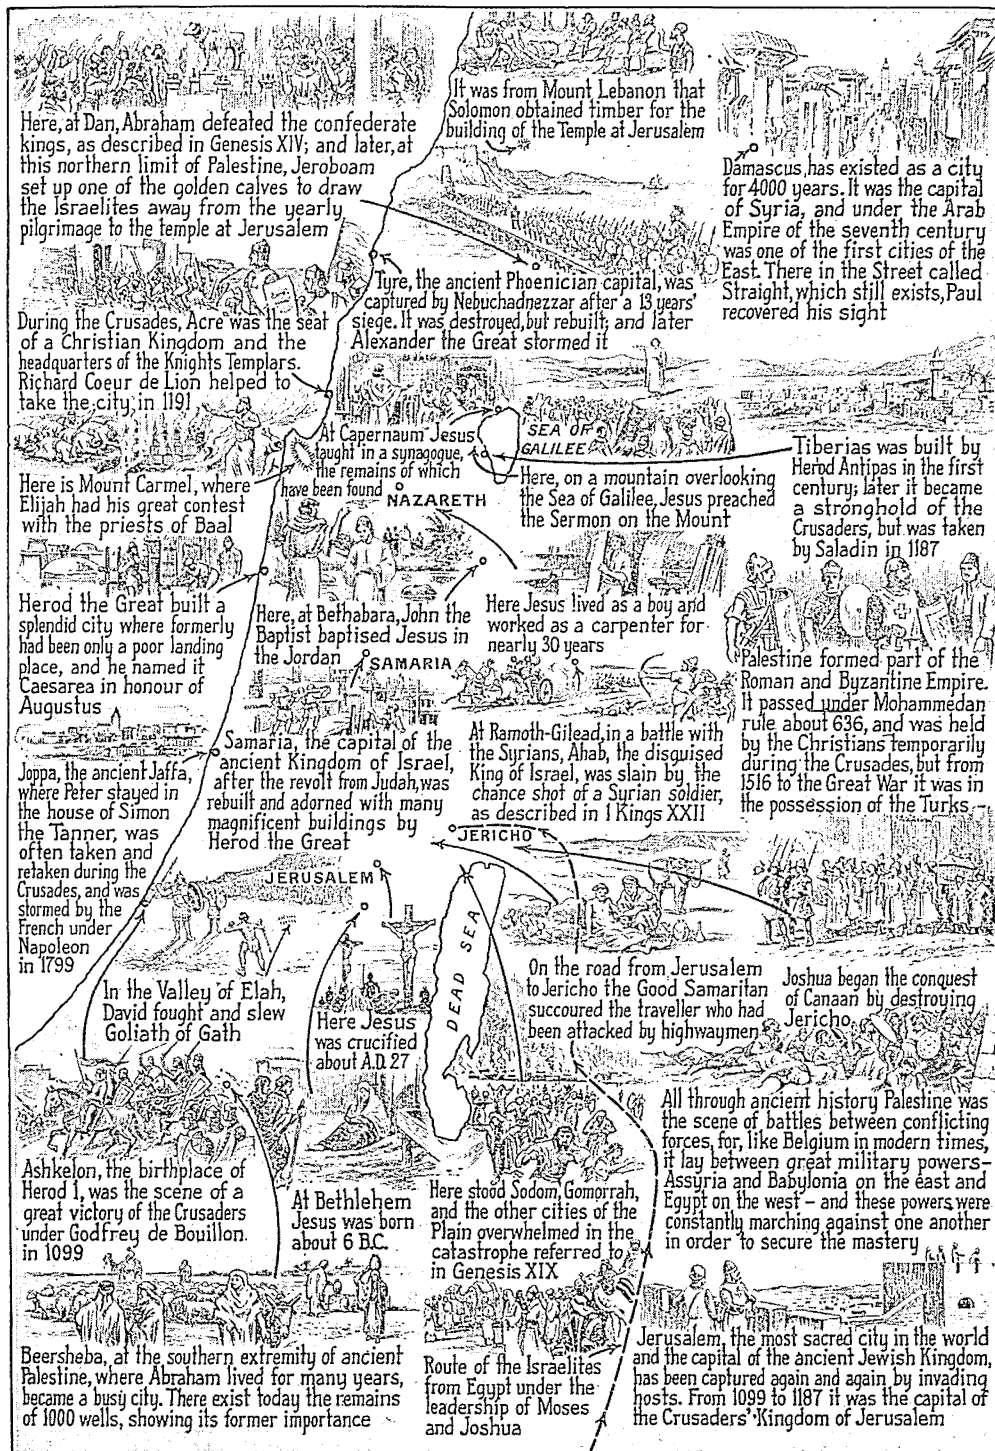 Here, at Dan, Abraham defeated the confederate
kings, as described in Genesis XIV; and later, at
this northern limit of Palestine, Jeroboam
set up one of the golden calves to draw
the Israelites away from the yearly
pilgrimage to the temple at Jerusalem
It was from Mount Lebanon that
Solomon obtained timber for the
building of the Temple at Jerusalem
Damascus, has existed as a city
for 4000 years. It was the capital
of Syria, and under the Arab
Empire of the seventh century
was one of the first cities of the
East. There in the Street called
Straight, which still exists, Paul
recovered his sight
Tyre, the ancient Phoenician capital, was
captured by Nebuchadnezzar after a 13 years'
siege. It was destroyed, but rebuilt; and later
Alexander the Great stormed it
During the Crusades, Acre was the seat
of a Christian Kingdom and the
headquarters of the Knights Templars.
Richard Coeur de Lion helped to
take the city in 1191
At Capernaum Jesus
taught in a synagogue,
the remains of which
have been found
SEA OF
GALILEE
Tiberias was built by
Herod Antipas in the first
century; later it became
a stronghold of the
Crusaders, but was taken
by Saladin in 1187
Here is Mount Carmel, where
Elijah had his great contest
with the priests of Baal
NAZARETH
Here, on a mountain overlooking
the Sea of Galilee, Jesus preached
the Sermon on the Mount
Herod the Great built a
splendid city where formerly
had been only a poor landing
place, and he named it
Caesarea in honour of
Augustus
Here, at Bethabara, John the
Baptist baptised Jesus in
the Jordan
Here Jesus lived as a boy and
worked as a carpenter for
nearly 30 years
SAMARIA
Palestine formed part of the
Roman and Byzantine Empire.
It passed under Mohammedan
rule about 636, and was held
by the Christians temporarily
during the Crusades, but from
1516 to the Great War it was in
the possession of the Turks
Samaria, the capital of the
ancient Kingdom of Israel,
after the revolt from Judah, was
rebuilt and adorned with many
magnificent buildings by
Herod the Great
At Ramoth-Gilead, in a battle with
the Syrians, Ahab, the disguised
King of Israel, was slain by the
chance shot of a Syrian soldier,
as described in I Kings XXII
Joppa, the ancient Jaffa,
where Peter stayed in
the house of Simon
the Tanner, was
often taken and
retaken during the
Crusades, and was
stormed by the
French under
Napoleon
in 1799
JERICHO
JERUSALEM
DEAD SEA
In the Valley of Elah,
David fought and slew
Goliath of Gath
Here Jesus
was crucified
about A.D. 27
On the road from Jerusalem
to Jericho the Good Samaritan
succoured the traveller who had
been attacked by highwaymen
Joshua began the conquest
of Canaan by destroying
Jericho
All through ancient history Palestine was
the scene of battles between conflicting
forces, for, like Belgium in modern times,
it lay between great military powers-
Assyria and Babylonia on the east and
Egypt on the west - and these powers were
constantly marching against one another
in order to secure the mastery
Ashkelon, the birthplace of
Herod 1, was the scene of a
great victory of the Crusaders
under Godfrey de Bouillon.
in 1099
At Bethlehem
Jesus was born
about 6 B.C.
Here stood Sodom, Gomorrah,
and the other cities of the
Plain overwhelmed in the
catastrophe referred to
in Genesis XIX
Beersheba, at the southern extremity of ancient
Palestine, where Abraham lived for many years,
became a busy city. There exist today the remains
of 1000 wells, showing its former importance
Route of the Israelites
from Egypt under the
leadership of Moses
and Joshua
Jerusalem, the most sacred city in the world
and the capital of the ancient Jewish Kingdom,
has been captured again and again by invading
hosts. From 1099 to 1187 it was the capital of
the Crusaders' Kingdom of Jerusalem